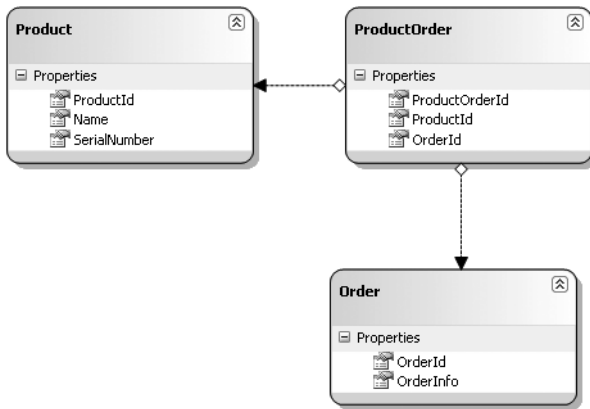 Product
Properties
ProductId
Name
SerialNumber
ProductOrder
Properties
ProductOrderId
ProductId
OrderId
Order
Properties
OrderId
OrderInfo